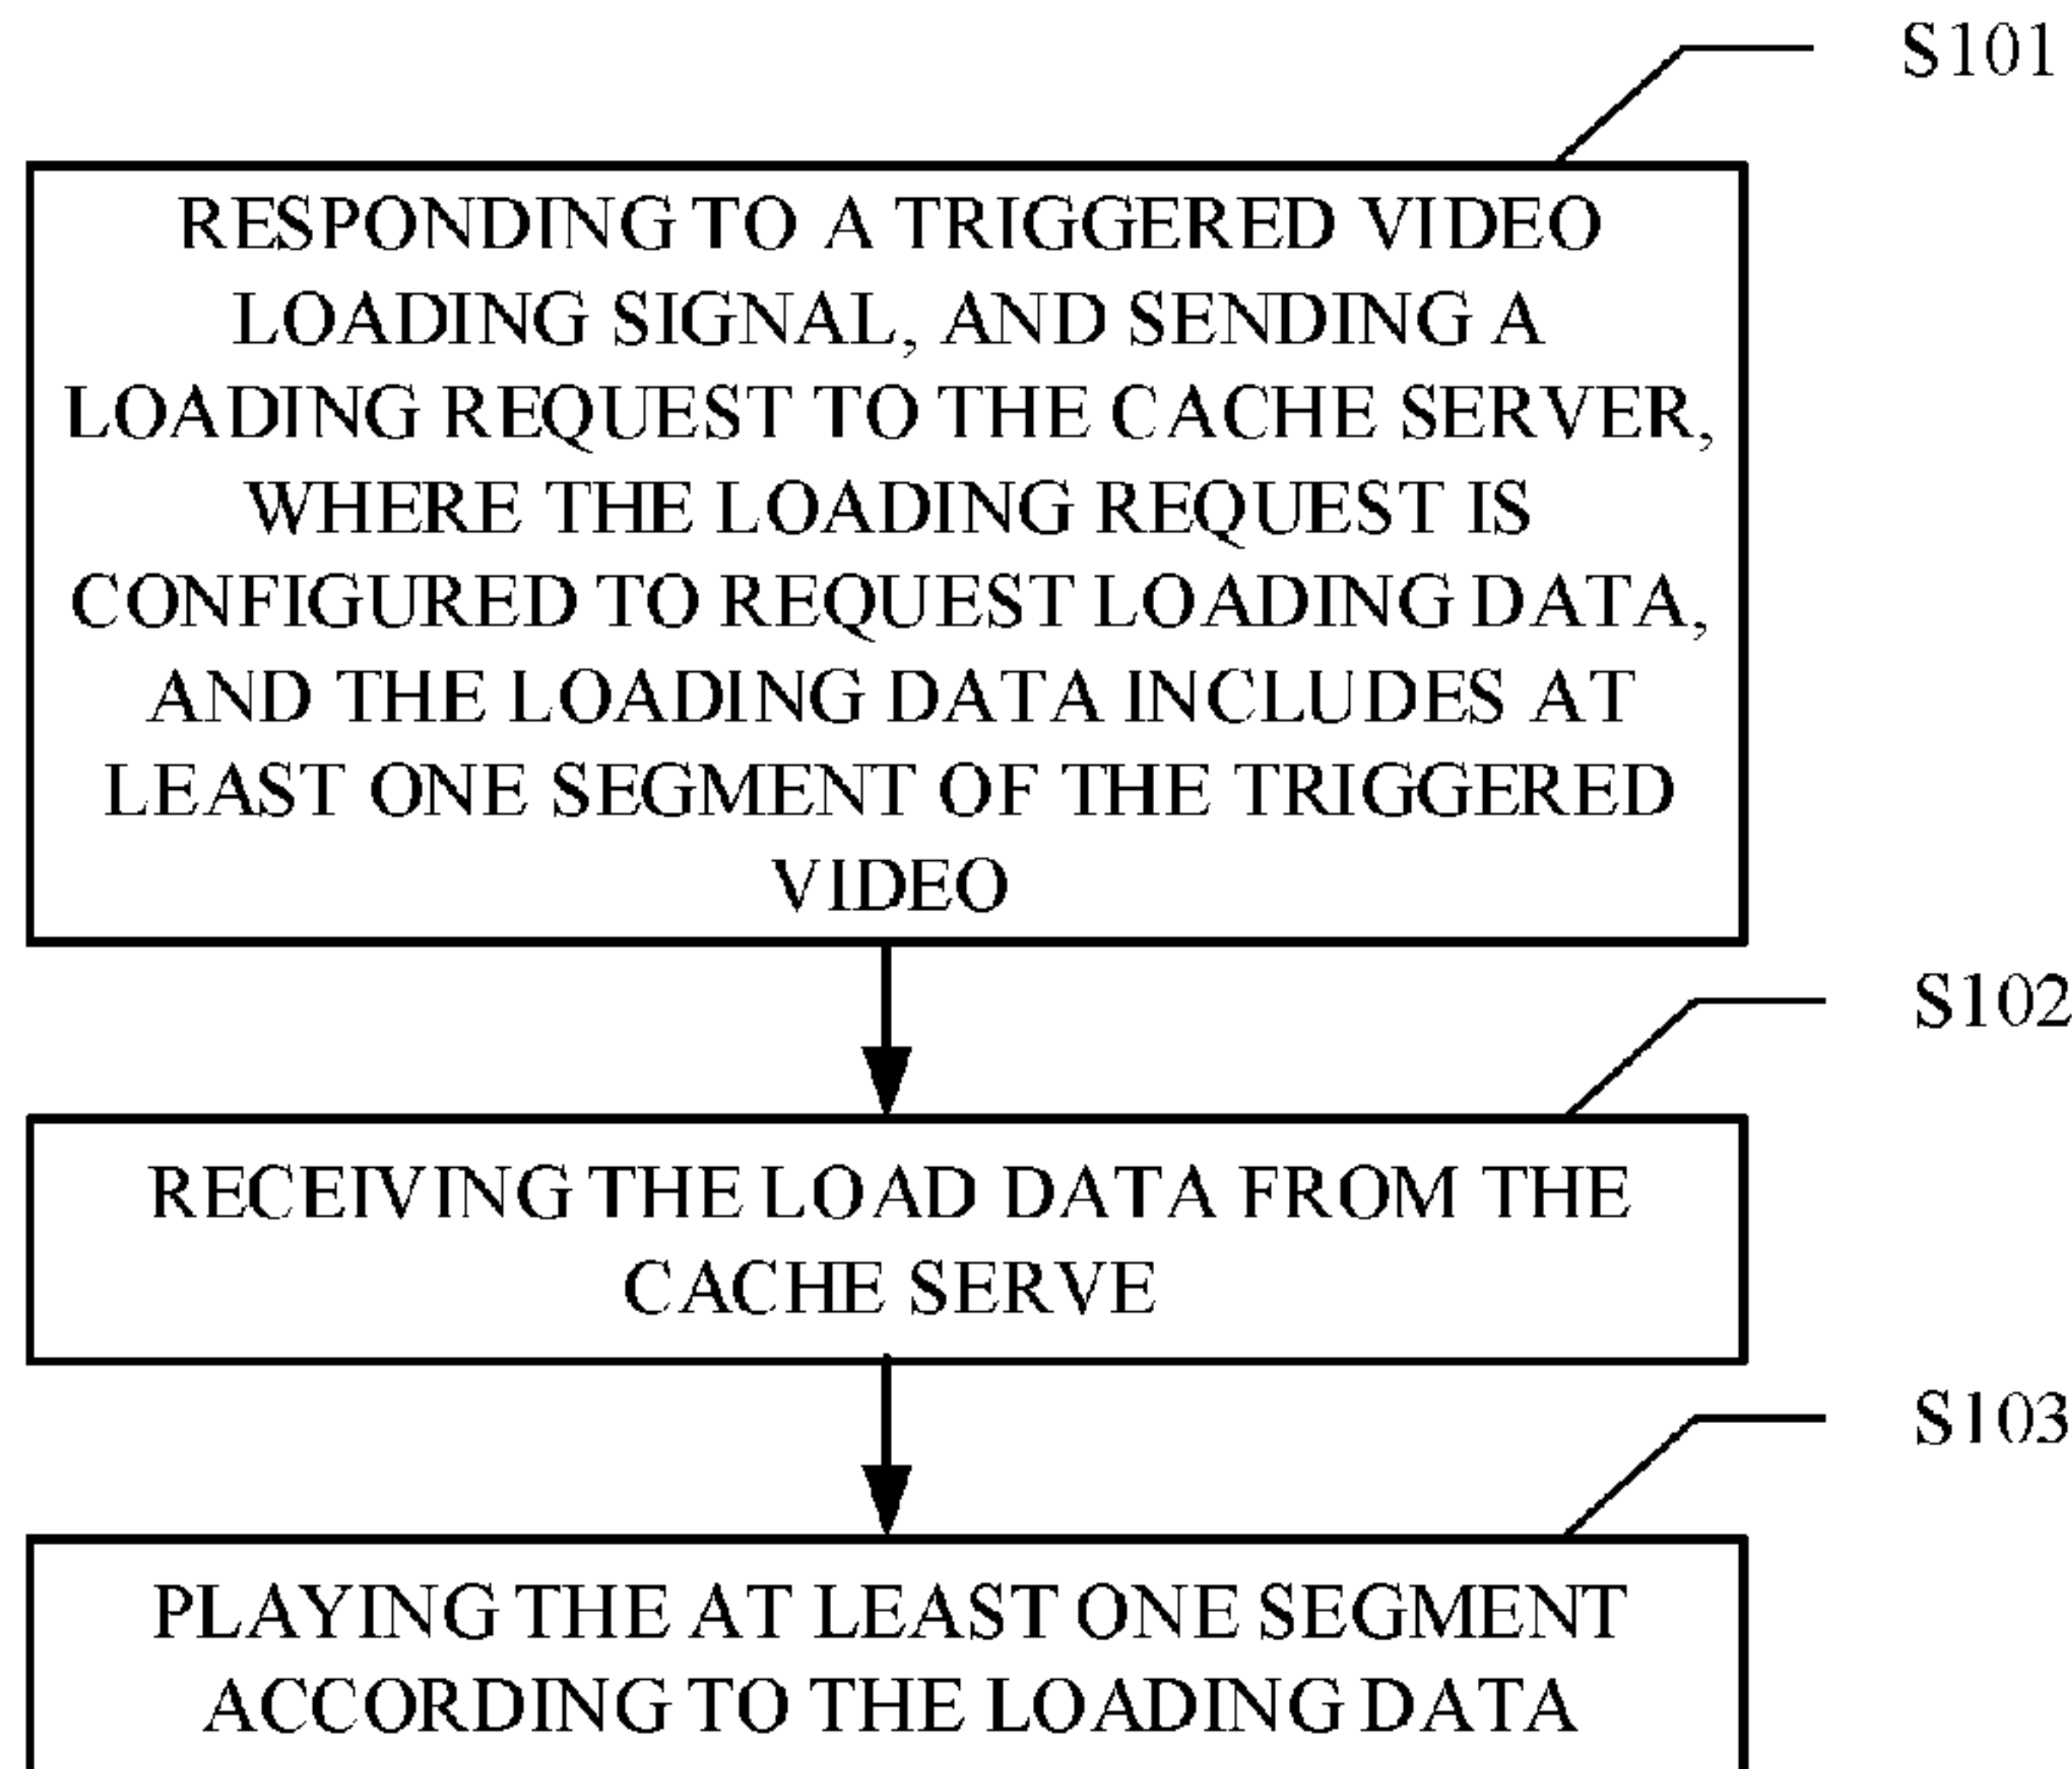 S101
RESPONDING TO A TRIGGERED VIDEO
LOADING SIGNAL, AND SENDING A
LOADING REQUEST TO THE CACHE SERVER,
WHERE THE LOADING REQUEST IS
CONFIGURED TO REQUEST LOADING DATA,
AND THE LOADING DATA INCLUDES AT
LEAST ONE SEGMENT OF THE TRIGGERED
VIDEO
S102
RECEIVING THE LOAD DATA FROM THE
CACHE SERVE
S103
PLAYING THE AT LEAST ONE SEGMENT
ACCORDING TO THE LOADING DATA